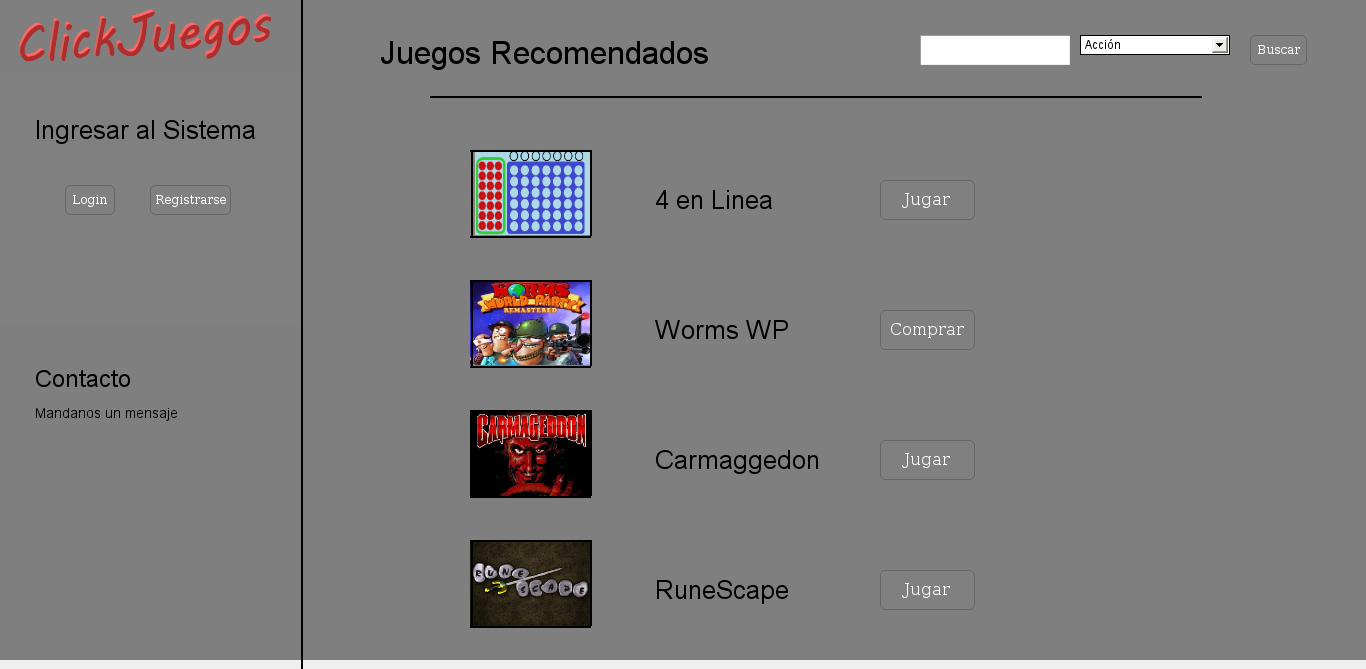 ClickJuegos
Ingresar al Sistema
Login
Registrarse
Contacto
Mandanos un mensaje
Juegos Recomendados
Acción
Buscar
4 en Linea
Jugar
WORMS
WORLD PARTY
REMASTERED
Worms WP
Comprar
CARMAGEDDON
Carmaggedon
Jugar
RUNE
SCAPE
RuneScape
Jugar